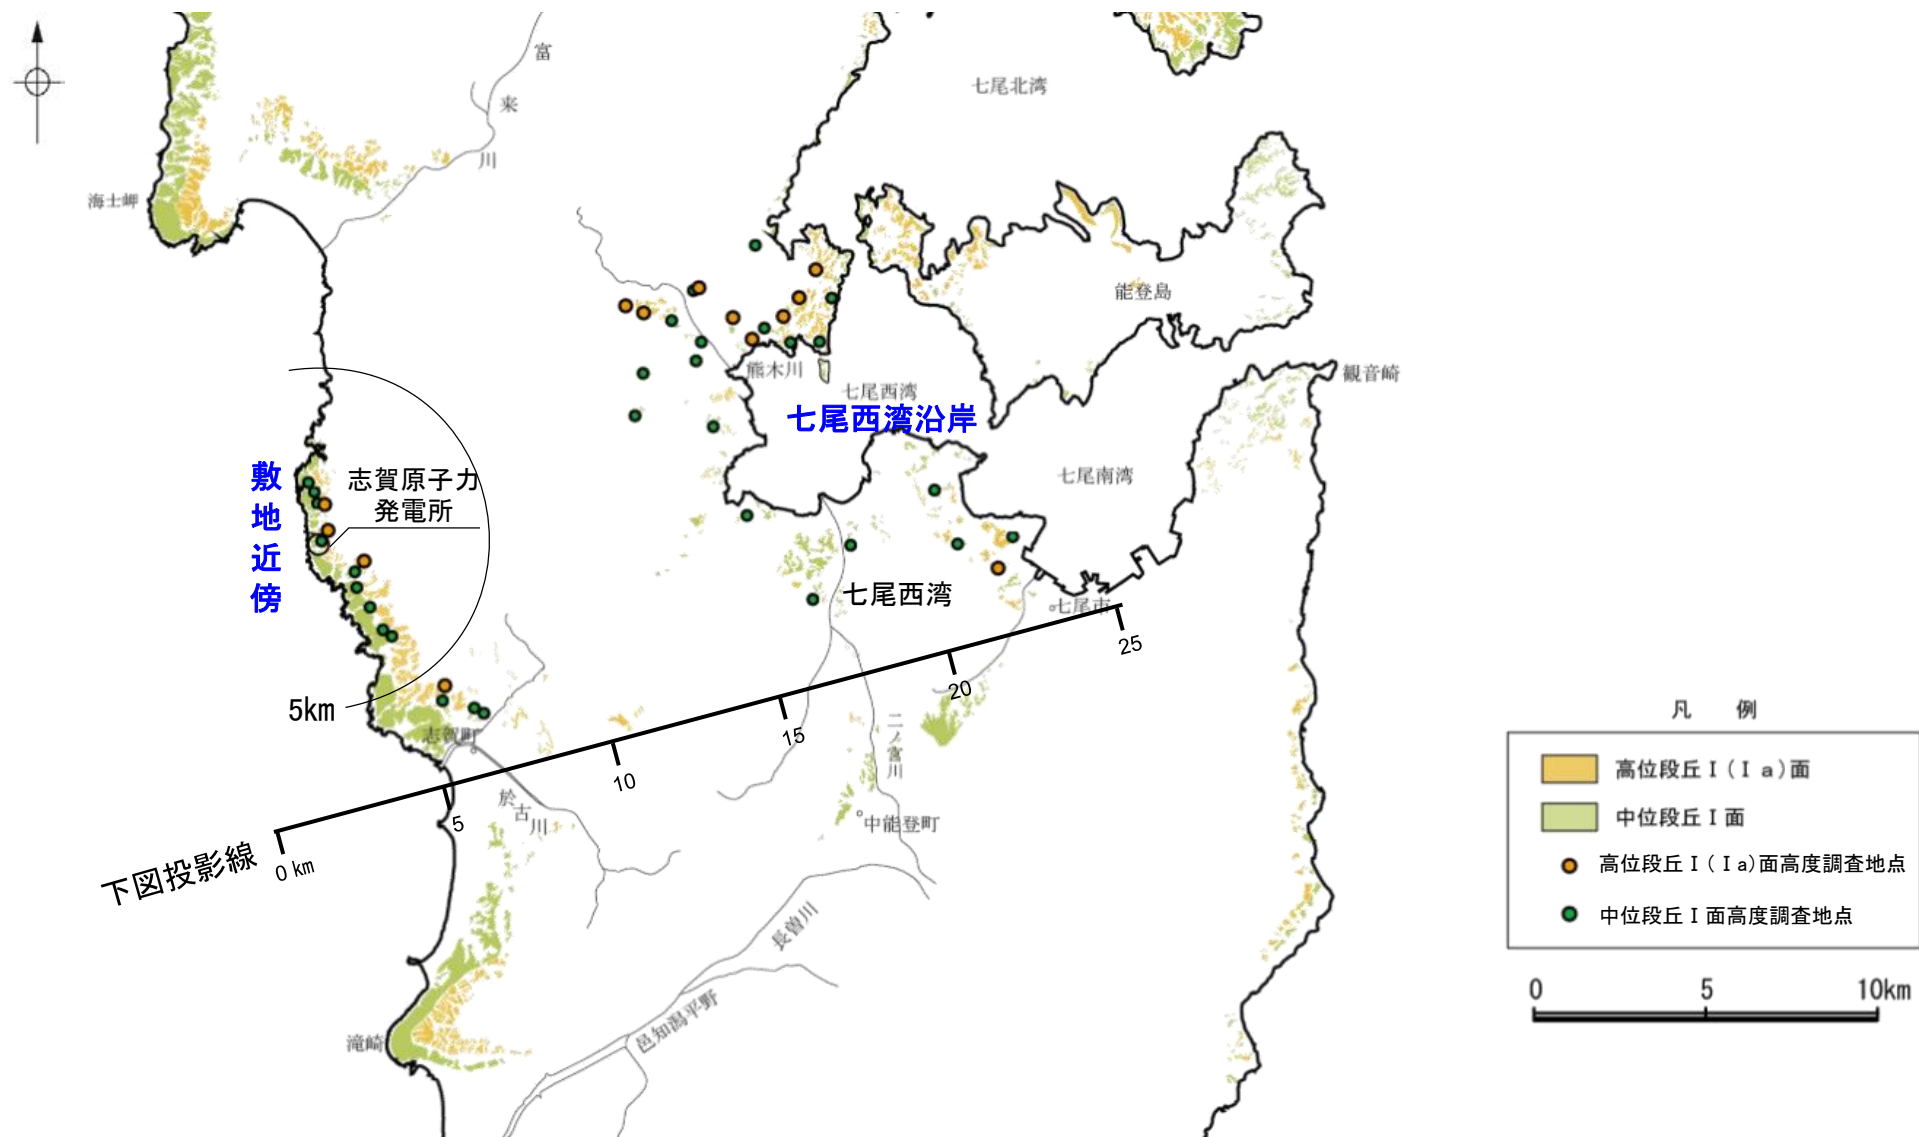 富
来
川
七尾北湾
海士岬
能登島
熊木川
七尾西湾
七尾西湾沿岸
観音崎
敷
地
近
傍
志賀原子力
発電所
七尾南湾
七尾西湾
七尾市
5km
志賀町
於
古
川
二
ノ
宮
川
中能登町
下図投影線
0 km
5
10
15
20
25
長曽川
邑知潟平野
滝崎
凡 例
高位段丘Ⅰ(Ⅰa)面
中位段丘Ⅰ面
高位段丘Ⅰ(Ⅰa)面高度調査地点
中位段丘Ⅰ面高度調査地点
0 5 10km